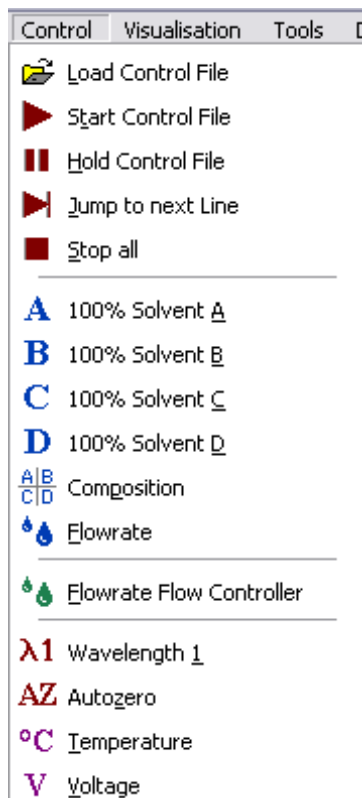 Control Visualisation Tools
Load Control File
Start Control File
Hold Control File
Jump to next Line
Stop all
A 100% Solvent A
B 100% Solvent B
C 100% Solvent C
D 100% Solvent D
A B
C D Composition
Flowrate
Flowrate Flow Controller
λ1 Wavelength 1
AZ Autozero
°C Temperature
V Voltage